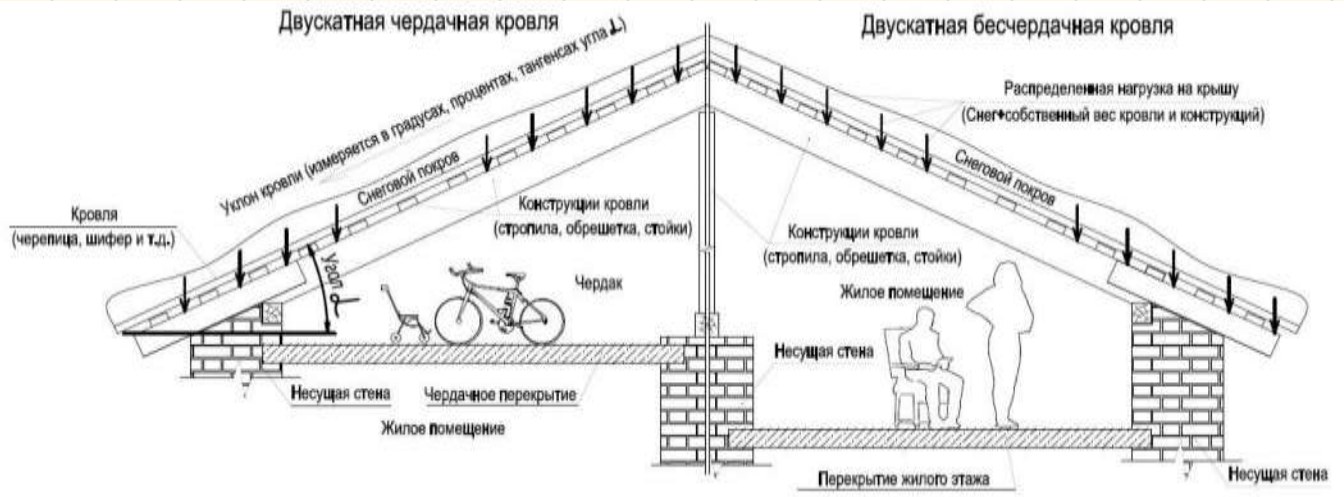 Двускатная чердачная кровля
Двускатная бесчердачная кровля
Уклон кровли (измеряется в градусах, процентах, тангенсах угла ⦣)
Снеговой покров
Кровля
(черепица, шифер и т.д.)
Угол α
Конструкции кровли
(стропила, обрешетка, стойки)
Чердак
Несущая стена
Чердачное перекрытие
Жилое помещение
Распределенная нагрузка на крышу
(Снег+собственный вес кровли и конструкций)
Снеговой покров
Конструкции кровли
(стропила, обрешетка, стойки)
Жилое помещение
Несущая стена
Перекрытие жилого этажа
Несущая стена